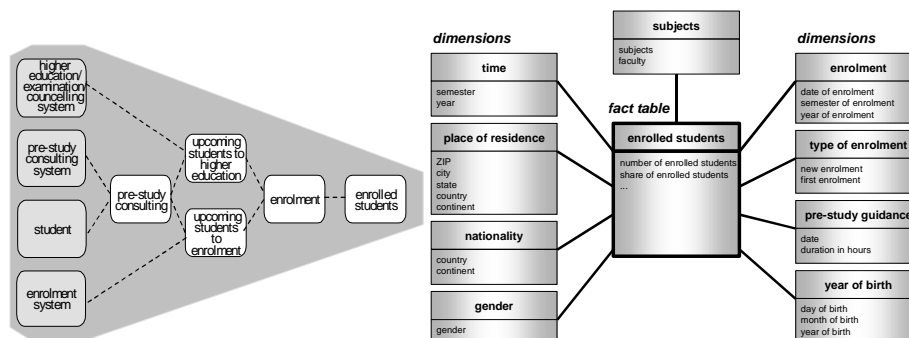 higher
education/
examination
councelling
system
pre-study
consulting
system
student
enrolment
system
pre-study
consulting
upcoming
students to
higher
education
upcoming
students
to
enrolment
enrolment
enrolled
students
dimensions
time
semester
year
place of residence
ZIP
city
state
country
continent
nationality
country
continent
gender
gender
subjects
subjects
faculty
fact table
enrolled students
number of enrolled students
share of enrolled students
...
dimensions
enrolment
date of enrolment
semester of enrolment
year of enrolment
type of enrolment
new enrolment
first enrolment
pre-study guidance
date
duration in hours
year of birth
day of birth
month of birth
year of birth